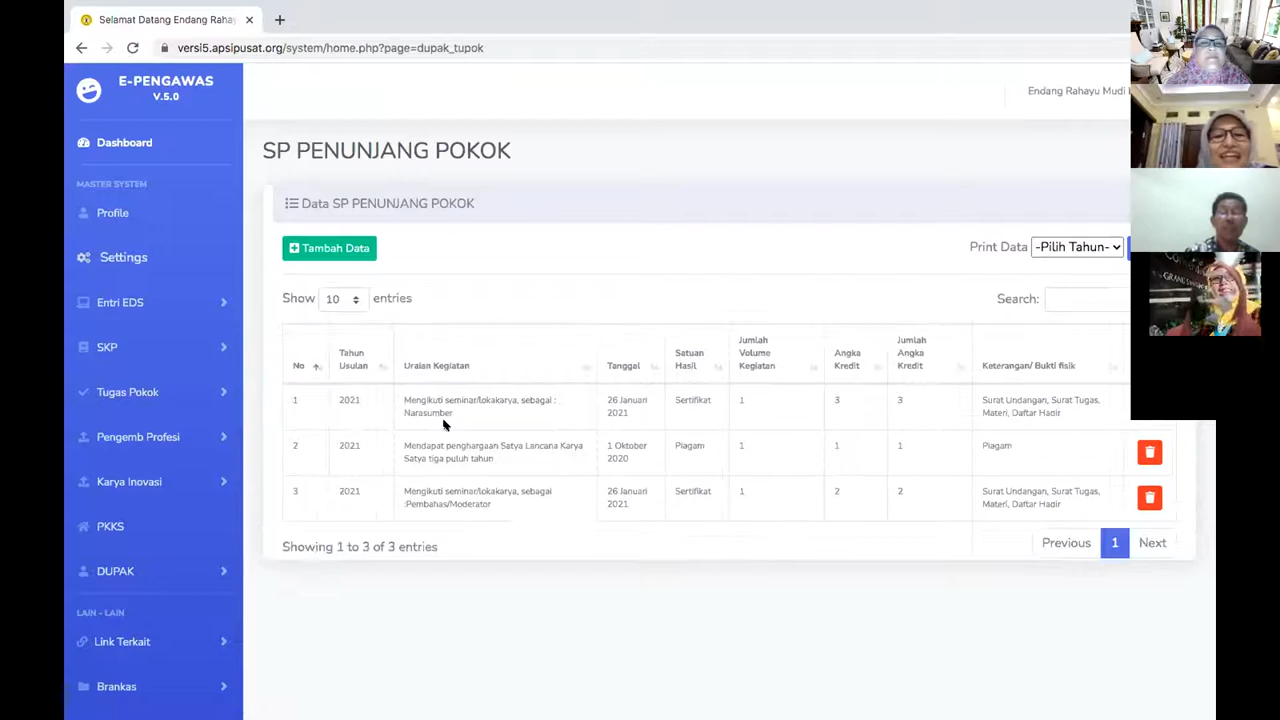 Selamat Datang Endang Rahay
versi5.apsipusat.org/system/home.php?page=dupak_tupok
E-PENGAWAS
V.5.0
Dashboard
MASTER SYSTEM
Profile
Settings
Entri EDS
SKP
Tugas Pokok
Pengemb Profesi
Karya Inovasi
PKKS
DUPAK
LAIN - LAIN
Link Terkait
Brankas
Endang Rahayu Mudi
SP PENUNJANG POKOK
Data SP PENUNJANG POKOK
Tambah Data
Print Data -Pilih Tahun-
Show 10 entries
Search:
No Tahun Usulan Uraian Kegiatan Tanggal Satuan Hasil Jumlah Volume Kegiatan Angka Kredit Jumlah Angka Kredit Keterangan/ Bukti fisik
1 2021 Mengikuti seminar/lokakarya, sebagai : Narasumber 26 Januari 2021 Sertifikat 1 3 3 Surat Undangan, Surat Tugas, Materi, Daftar Hadir
2 2021 Mendapat penghargaan Satya Lancana Karya Satya tiga puluh tahun 1 Oktober 2020 Piagam 1 1 1 Piagam
3 2021 Mengikuti seminar/lokakarya, sebagai :Pembahas/Moderator 26 Januari 2021 Sertifikat 1 2 2 Surat Undangan, Surat Tugas, Materi, Daftar Hadir
Showing 1 to 3 of 3 entries
Previous 1 Next